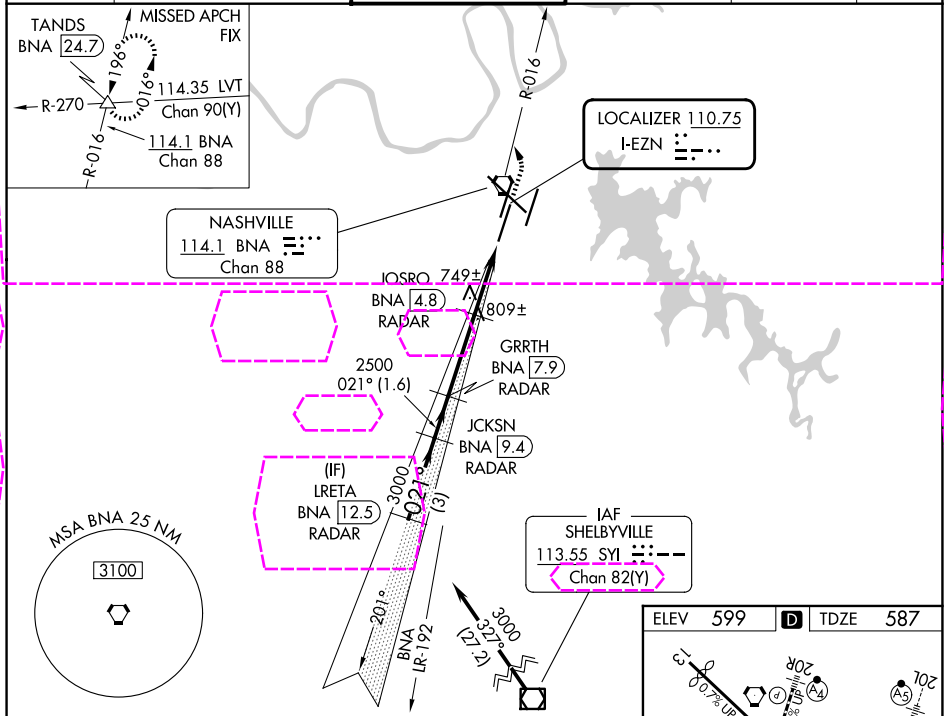 TANDS
BNA 24.7
MISSED APCH
FIX
196°
016°
R-270
114.35 LVT
Chan 90(Y)
114.1 BNA
Chan 88
R-016
R-016
LOCALIZER 110.75
I-EZN
NASHVILLE
114.1 BNA
Chan 88
JOSRO
BNA 4.8
RADAR
749±
809±
GRRTH
BNA 7.9
RADAR
2500
021° (1.6)
JCKSN
BNA 9.4
RADAR
(IF)
LRETA
BNA 12.5
RADAR
3000
021°
(3)
MSA BNA 25 NM
3100
201°
BNA
LR-192
IAF
SHELBYVILLE
113.55 SYI
Chan 82(Y)
3000
327°
(27.2)
ELEV 599
D
TDZE 587
13
0.7% UP
P
20R
% UP
A4
A5
20L